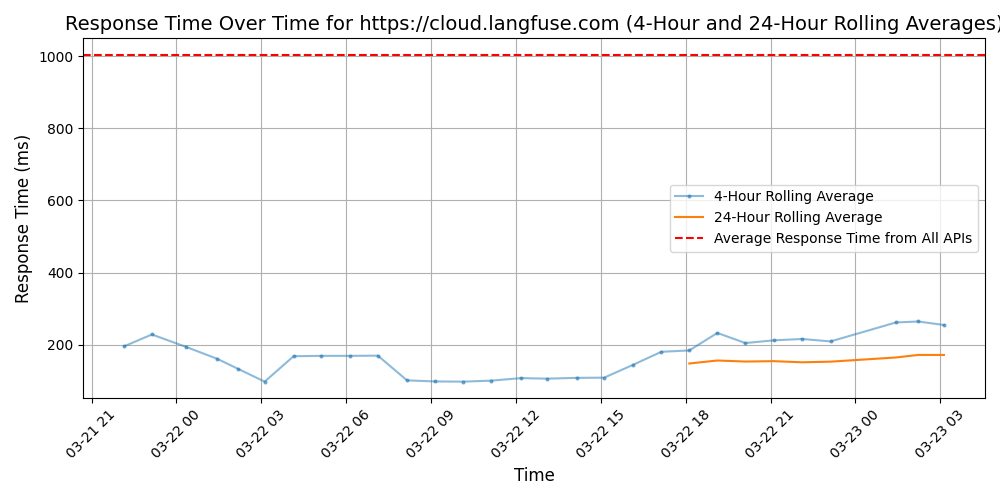 Response Time Over Time for https://cloud.langfuse.com (4-Hour and 24-Hour Rolling Averages)
Response Time (ms)
1000
800
600
400
200
4-Hour Rolling Average
24-Hour Rolling Average
Average Response Time from All APIs
03-21 21
03-22 00
03-22 03
03-22 06
03-22 09
03-22 12
03-22 15
03-22 18
03-22 21
03-23 00
03-23 03
Time